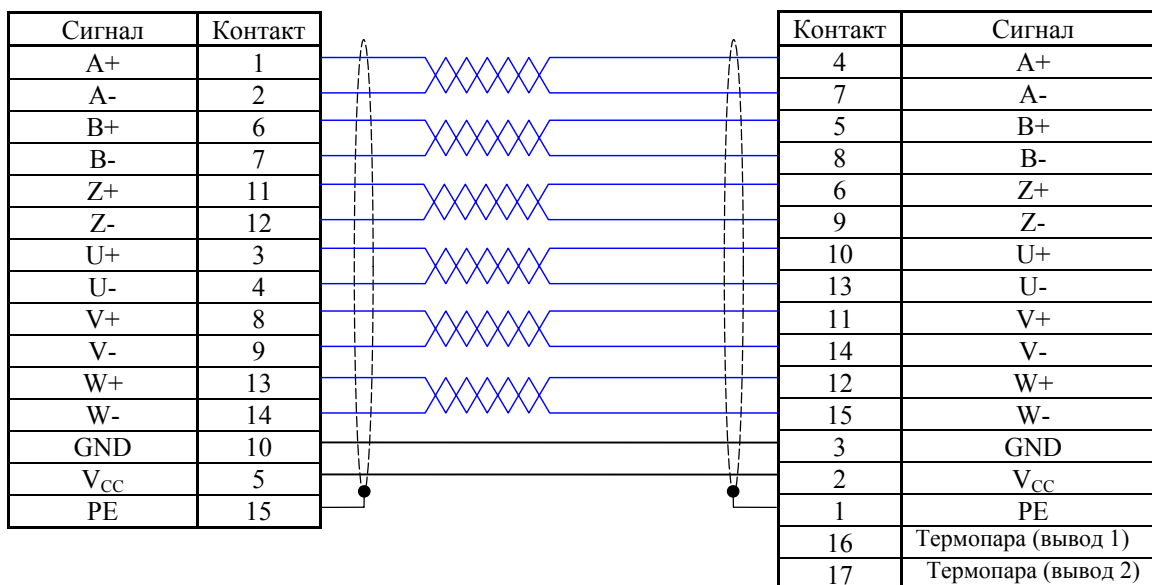 Сигнал Контакт Контакт Сигнал
A+ 1 4 A+
A- 2 7 A-
B+ 6 5 B+
B- 7 8 B-
Z+ 11 6 Z+
Z- 12 9 Z-
U+ 3 10 U+
U- 4 13 U-
V+ 8 11 V+
V- 9 14 V-
W+ 13 12 W+
W- 14 15 W-
GND 10 3 GND
VCC 5 2 VCC
PE 15 1 PE
16 Термопара (вывод 1)
17 Термопара (вывод 2)